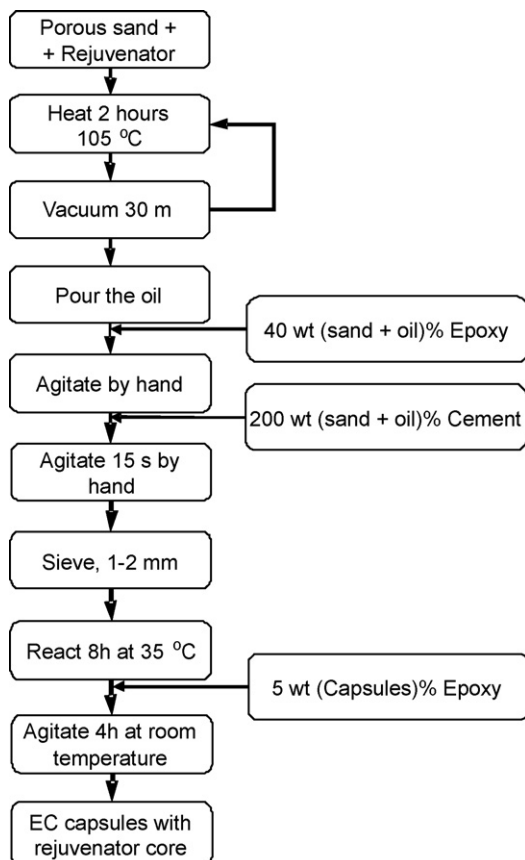 Porous sand +
+ Rejuvenator
Heat 2 hours
105 °C
Vacuum 30 m
Pour the oil
40 wt (sand + oil)% Epoxy
Agitate by hand
200 wt (sand + oil)% Cement
Agitate 15 s by
hand
Sieve, 1-2 mm
React 8h at 35 °C
5 wt (Capsules)% Epoxy
Agitate 4h at room
temperature
EC capsules with
rejuvenator core